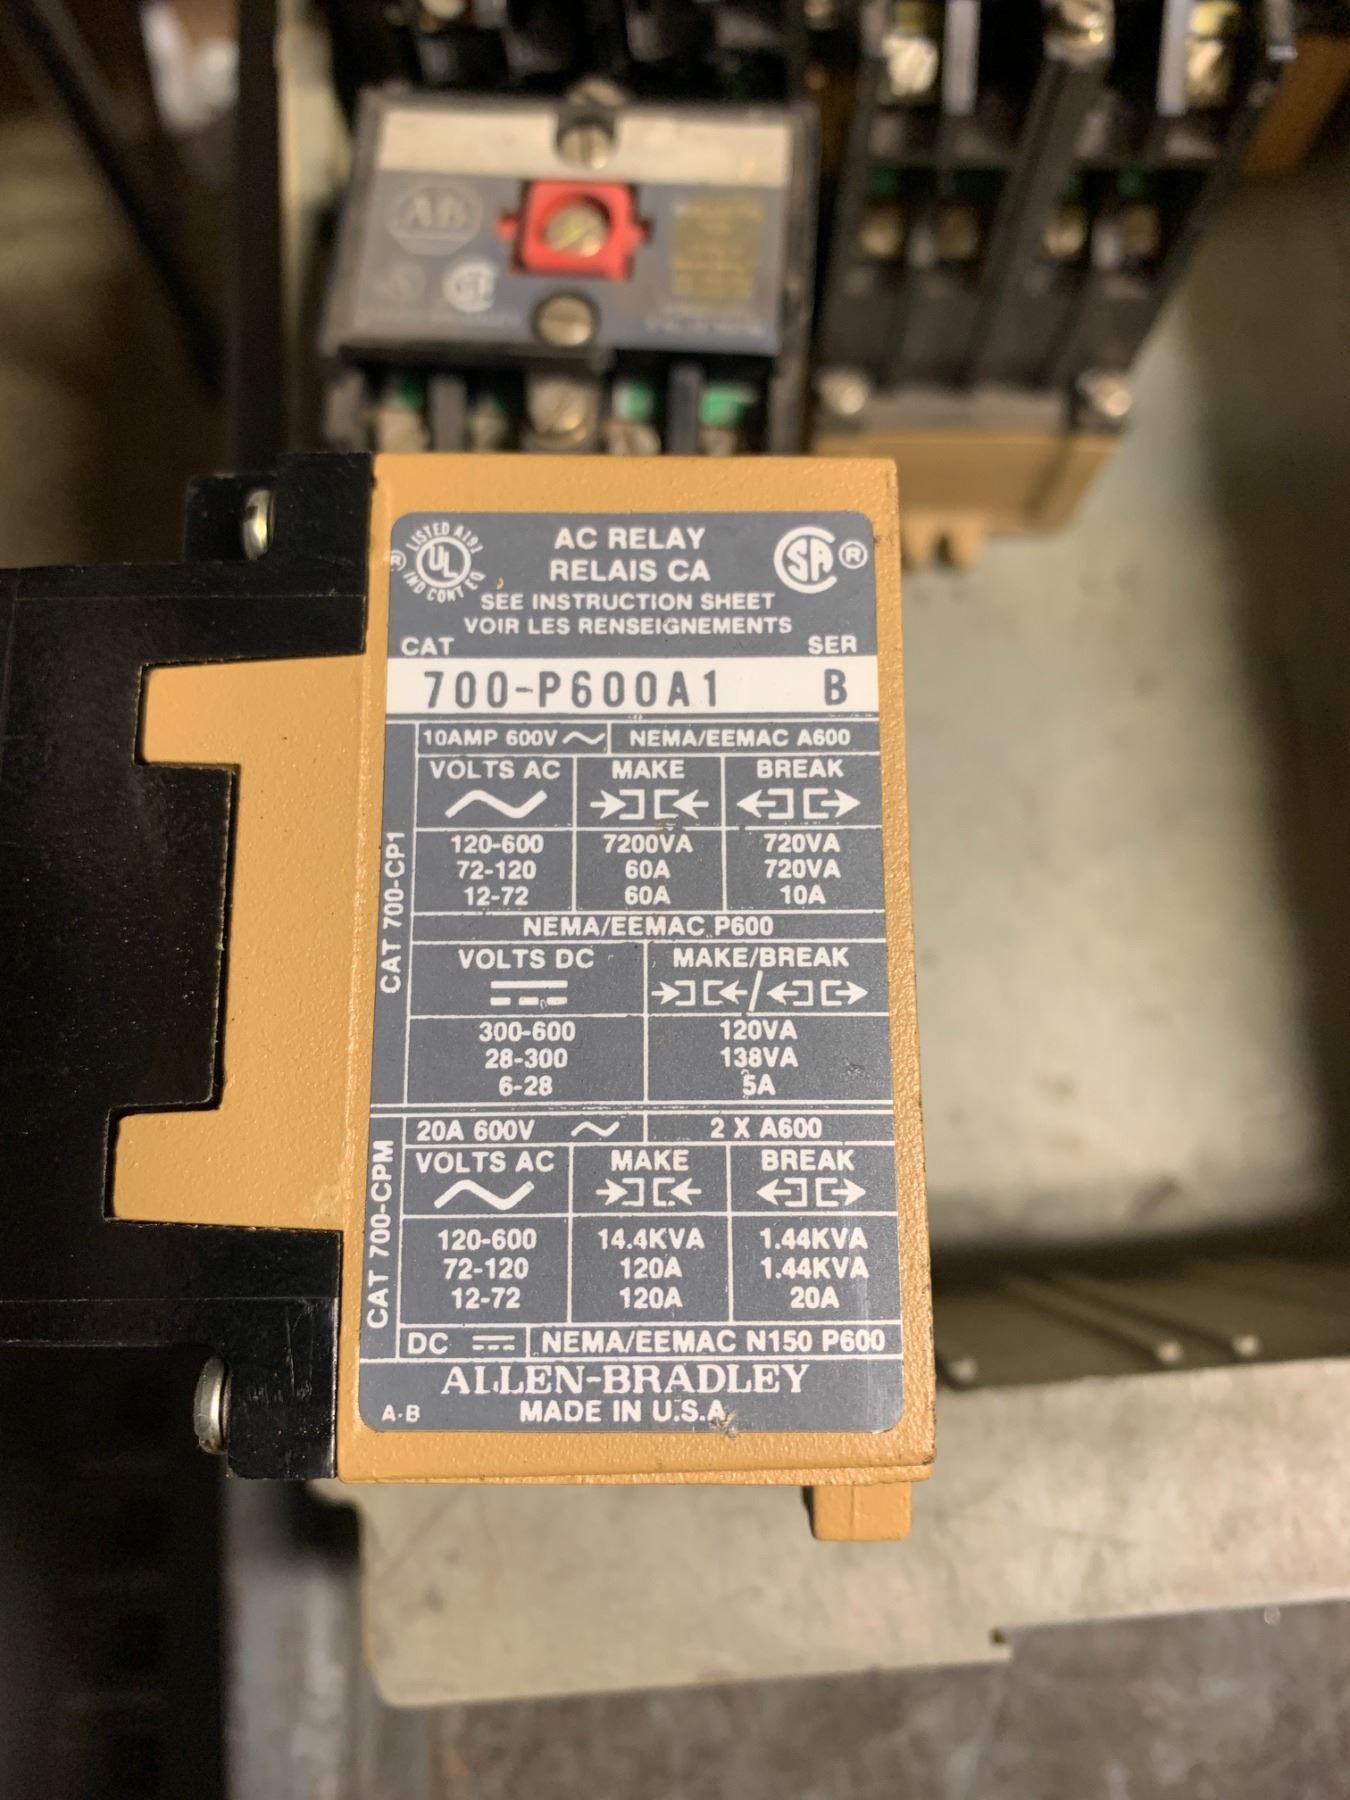 AB
LISTED A191
UL
IND CONT EQ
®
AC RELAY
RELAIS CA
SA ®
SEE INSTRUCTION SHEET
VOIR LES RENSEIGNEMENTS
CAT SER
700-P600A1 B
CAT 700-CP1
10AMP 600V NEMA/EEMAC A600
VOLTS AC MAKE BREAK
120-600 7200VA 720VA
72-120 60A 720VA
12-72 60A 10A
NEMA/EEMAC P600
VOLTS DC MAKE/BREAK
/
300-600 120VA
28-300 138VA
6-28 5A
CAT 700-CPM
20A 600V 2 X A600
VOLTS AC MAKE BREAK
120-600 14.4KVA 1.44KVA
72-120 120A 1.44KVA
12-72 120A 20A
DC NEMA/EEMAC N150 P600
ALLEN-BRADLEY
A-B MADE IN U.S.A.